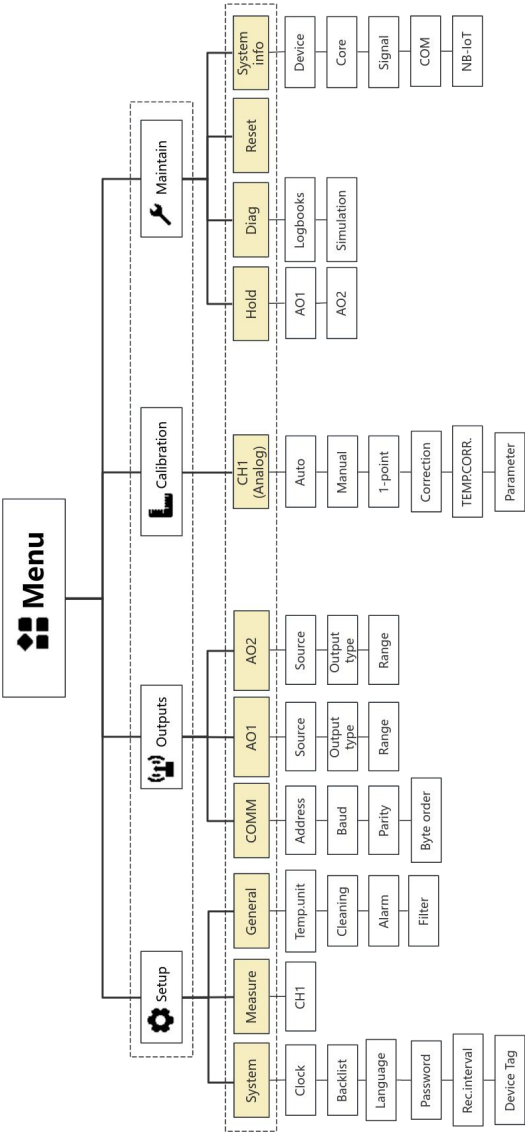 Menu
Setup
Outputs
Calibration
Maintain
System
Measure
General
COMM
AO1
AO2
CH1
(Analog)
Hold
Diag
Reset
System
info
Clock
Backlist
Language
Password
Rec.interval
Device Tag
CH1
Temp.unit
Cleaning
Alarm
Filter
Address
Baud
Parity
Byte order
Source
Output
type
Range
Source
Output
type
Range
Auto
Manual
1-point
Correction
TEMP.CORR.
Parameter
AO1
AO2
Logbooks
Simulation
Device
Core
Signal
COM
NB-IoT